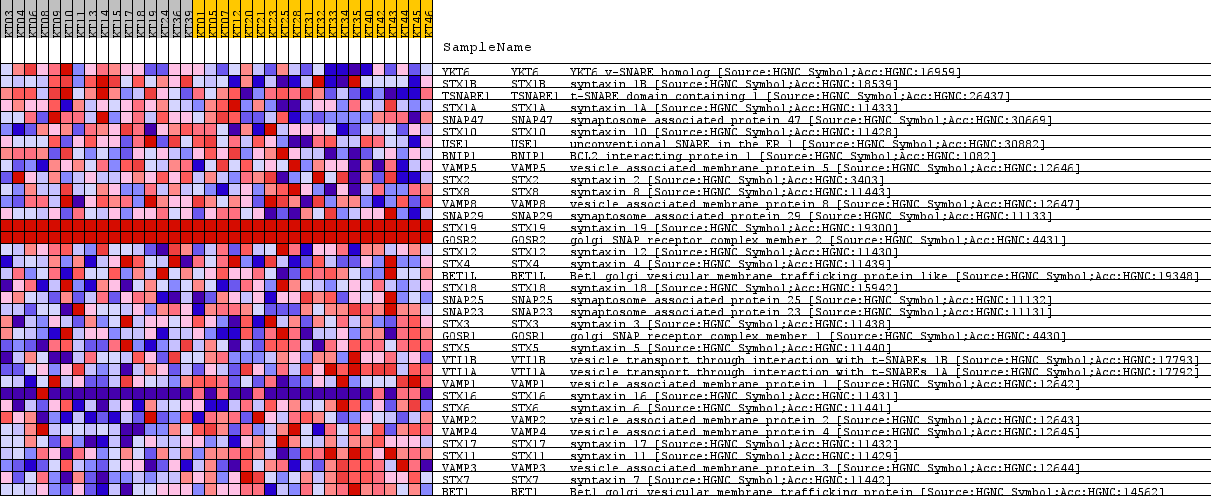 KT03 KT04 KT06 KT08 KT09 KT10 KT11 KT13 KT14 KT15 KT17 KT18 KT19 KT24 KT36 KT39 KT01 KT05 KT07 KT12 KT20 KT21 KT23 KT25 KT28 KT31 KT32 KT33 KT34 KT35 KT40 KT42 KT43 KT44 KT45 KT46
SampleName
YKT6 YKT6 YKT6 v-SNARE homolog [Source:HGNC Symbol;Acc:HGNC:16959]
STX1B STX1B syntaxin 1B [Source:HGNC Symbol;Acc:HGNC:18539]
TSNARE1 TSNARE1 t-SNARE domain containing 1 [Source:HGNC Symbol;Acc:HGNC:26437]
STX1A STX1A syntaxin 1A [Source:HGNC Symbol;Acc:HGNC:11433]
SNAP47 SNAP47 synaptosome associated protein 47 [Source:HGNC Symbol;Acc:HGNC:30669]
STX10 STX10 syntaxin 10 [Source:HGNC Symbol;Acc:HGNC:11428]
USE1 USE1 unconventional SNARE in the ER 1 [Source:HGNC Symbol;Acc:HGNC:30882]
BNIP1 BNIP1 BCL2 interacting protein 1 [Source:HGNC Symbol;Acc:HGNC:1082]
VAMP5 VAMP5 vesicle associated membrane protein 5 [Source:HGNC Symbol;Acc:HGNC:12646]
STX2 STX2 syntaxin 2 [Source:HGNC Symbol;Acc:HGNC:3403]
STX8 STX8 syntaxin 8 [Source:HGNC Symbol;Acc:HGNC:11443]
VAMP8 VAMP8 vesicle associated membrane protein 8 [Source:HGNC Symbol;Acc:HGNC:12647]
SNAP29 SNAP29 synaptosome associated protein 29 [Source:HGNC Symbol;Acc:HGNC:11133]
STX19 STX19 syntaxin 19 [Source:HGNC Symbol;Acc:HGNC:19300]
GOSR2 GOSR2 golgi SNAP receptor complex member 2 [Source:HGNC Symbol;Acc:HGNC:4431]
STX12 STX12 syntaxin 12 [Source:HGNC Symbol;Acc:HGNC:11430]
STX4 STX4 syntaxin 4 [Source:HGNC Symbol;Acc:HGNC:11439]
BET1L BET1L Bet1 golgi vesicular membrane trafficking protein like [Source:HGNC Symbol;Acc:HGNC:19348]
STX18 STX18 syntaxin 18 [Source:HGNC Symbol;Acc:HGNC:15942]
SNAP25 SNAP25 synaptosome associated protein 25 [Source:HGNC Symbol;Acc:HGNC:11132]
SNAP23 SNAP23 synaptosome associated protein 23 [Source:HGNC Symbol;Acc:HGNC:11131]
STX3 STX3 syntaxin 3 [Source:HGNC Symbol;Acc:HGNC:11438]
GOSR1 GOSR1 golgi SNAP receptor complex member 1 [Source:HGNC Symbol;Acc:HGNC:4430]
STX5 STX5 syntaxin 5 [Source:HGNC Symbol;Acc:HGNC:11440]
VTI1B VTI1B vesicle transport through interaction with t-SNAREs 1B [Source:HGNC Symbol;Acc:HGNC:17793]
VTI1A VTI1A vesicle transport through interaction with t-SNAREs 1A [Source:HGNC Symbol;Acc:HGNC:17792]
VAMP1 VAMP1 vesicle associated membrane protein 1 [Source:HGNC Symbol;Acc:HGNC:12642]
STX16 STX16 syntaxin 16 [Source:HGNC Symbol;Acc:HGNC:11431]
STX6 STX6 syntaxin 6 [Source:HGNC Symbol;Acc:HGNC:11441]
VAMP2 VAMP2 vesicle associated membrane protein 2 [Source:HGNC Symbol;Acc:HGNC:12643]
VAMP4 VAMP4 vesicle associated membrane protein 4 [Source:HGNC Symbol;Acc:HGNC:12645]
STX17 STX17 syntaxin 17 [Source:HGNC Symbol;Acc:HGNC:11432]
STX11 STX11 syntaxin 11 [Source:HGNC Symbol;Acc:HGNC:11429]
VAMP3 VAMP3 vesicle associated membrane protein 3 [Source:HGNC Symbol;Acc:HGNC:12644]
STX7 STX7 syntaxin 7 [Source:HGNC Symbol;Acc:HGNC:11442]
BET1 BET1 Bet1 golgi vesicular membrane trafficking protein [Source:HGNC Symbol;Acc:HGNC:14562]